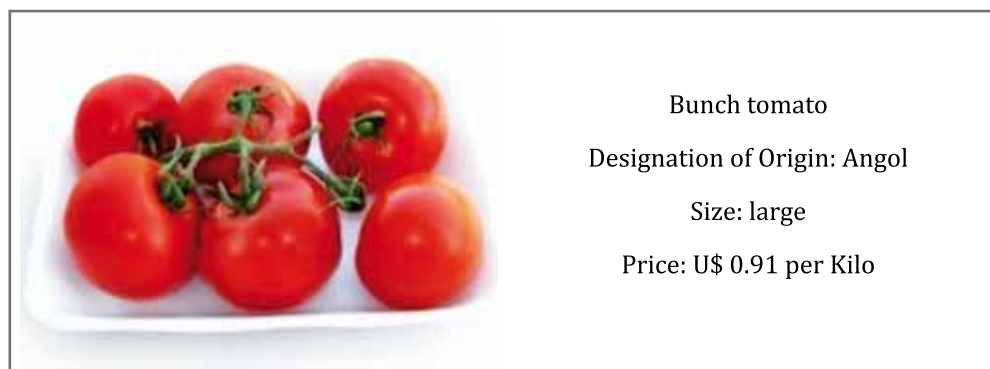 Bunch tomato
Designation of Origin: Angol
Size: large
Price: U$ 0.91 per Kilo